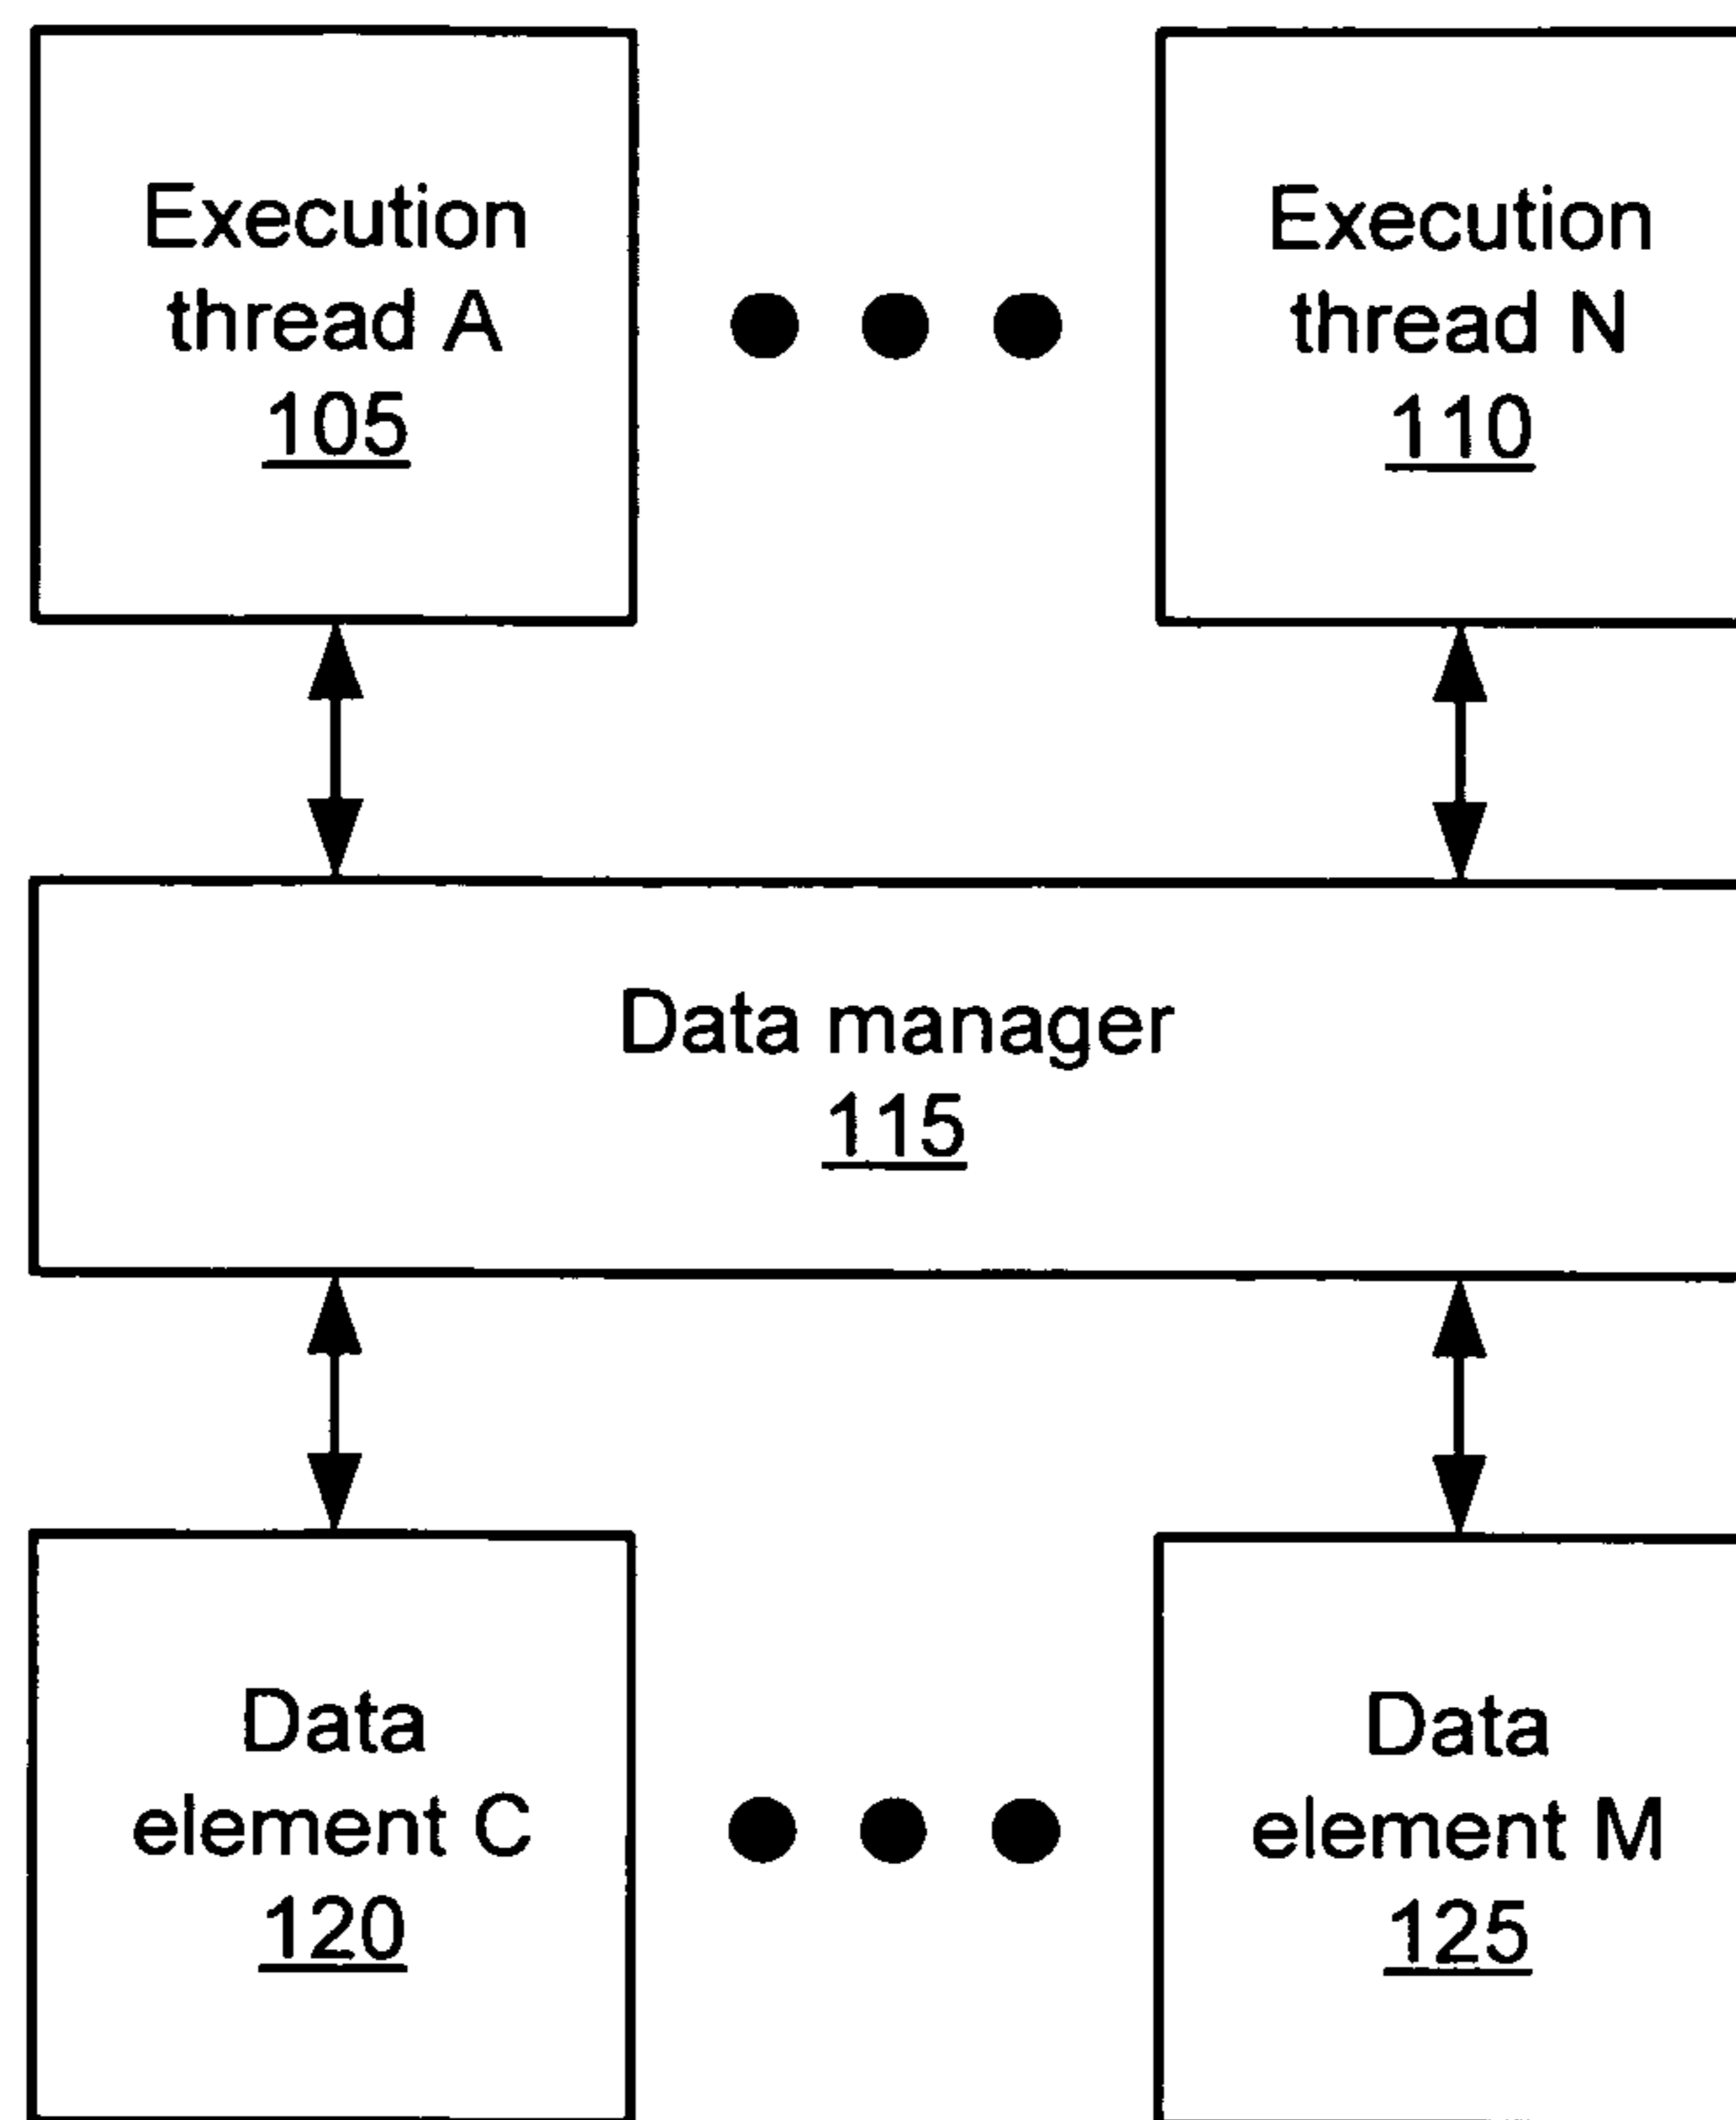 Execution
thread A
105
Execution
thread N
110
Data manager
115
Data
element C
120
Data
element M
125